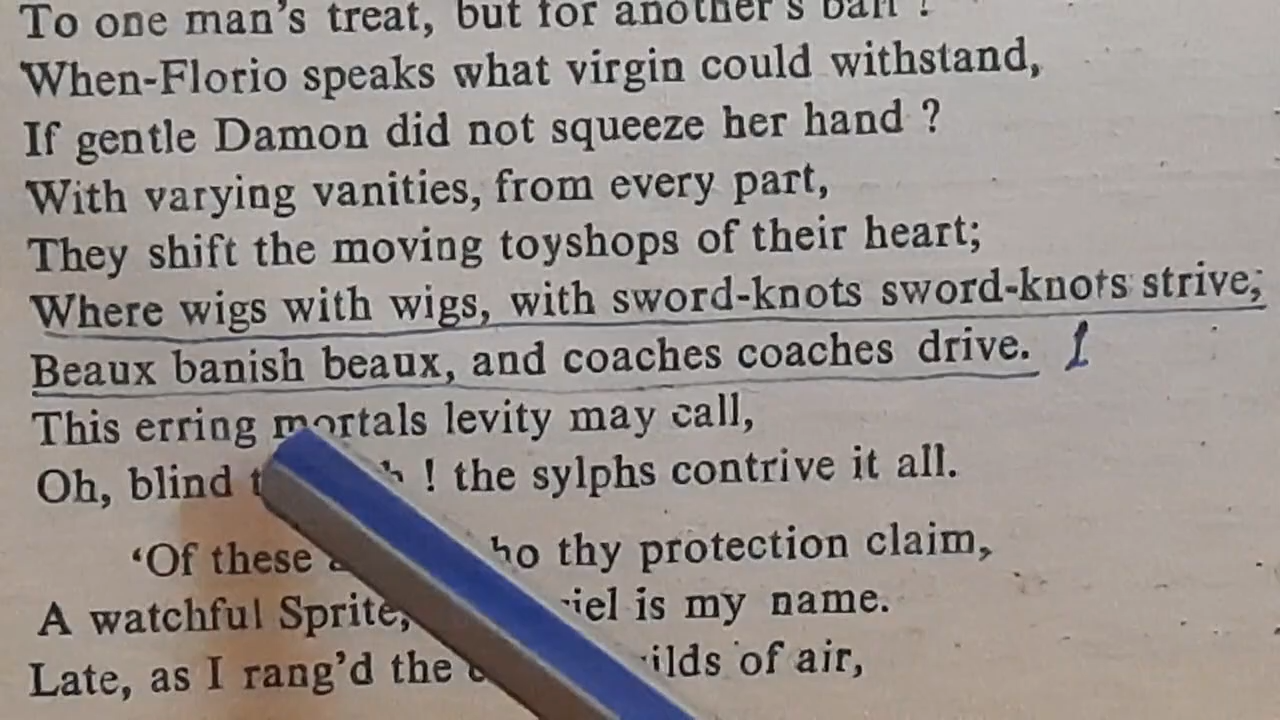 To one man's treat, but for another's ball !
When-Florio speaks what virgin could withstand,
If gentle Damon did not squeeze her hand ?
With varying vanities, from every part,
They shift the moving toyshops of their heart;
Where wigs with wigs, with sword-knots sword-knots strive;
Beaux banish beaux, and coaches coaches drive. 1
This erring mortals levity may call,
Oh, blind ! the sylphs contrive it all.
‘Of these thy protection claim,
A watchful Sprite, is my name.
Late, as I rang'd the of air,